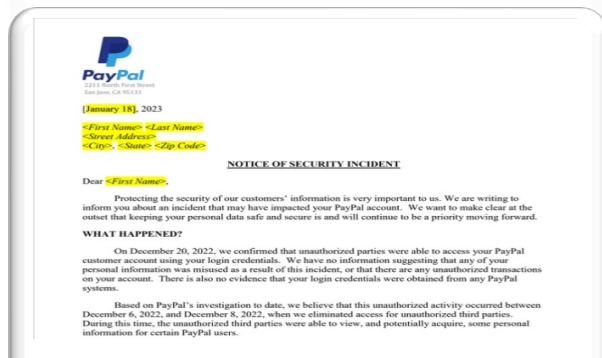 PayPal
2211 North First Street
San Jose, CA 95131
[January 18], 2023
<First Name> <Last Name>
<Street Address>
<City>, <State> <Zip Code>
NOTICE OF SECURITY INCIDENT
Dear <First Name>,
Protecting the security of our customers' information is very important to us. We are writing to
inform you about an incident that may have impacted your PayPal account. We want to make clear at the
outset that keeping your personal data safe and secure is and will continue to be a priority moving forward.
WHAT HAPPENED?
On December 20, 2022, we confirmed that unauthorized parties were able to access your PayPal
customer account using your login credentials. We have no information suggesting that any of your
personal information was misused as a result of this incident, or that there are any unauthorized transactions
on your account. There is also no evidence that your login credentials were obtained from any PayPal
systems.
Based on PayPal's investigation to date, we believe that this unauthorized activity occurred between
December 6, 2022, and December 8, 2022, when we eliminated access for unauthorized third parties.
During this time, the unauthorized third parties were able to view, and potentially acquire, some personal
information for certain PayPal users.